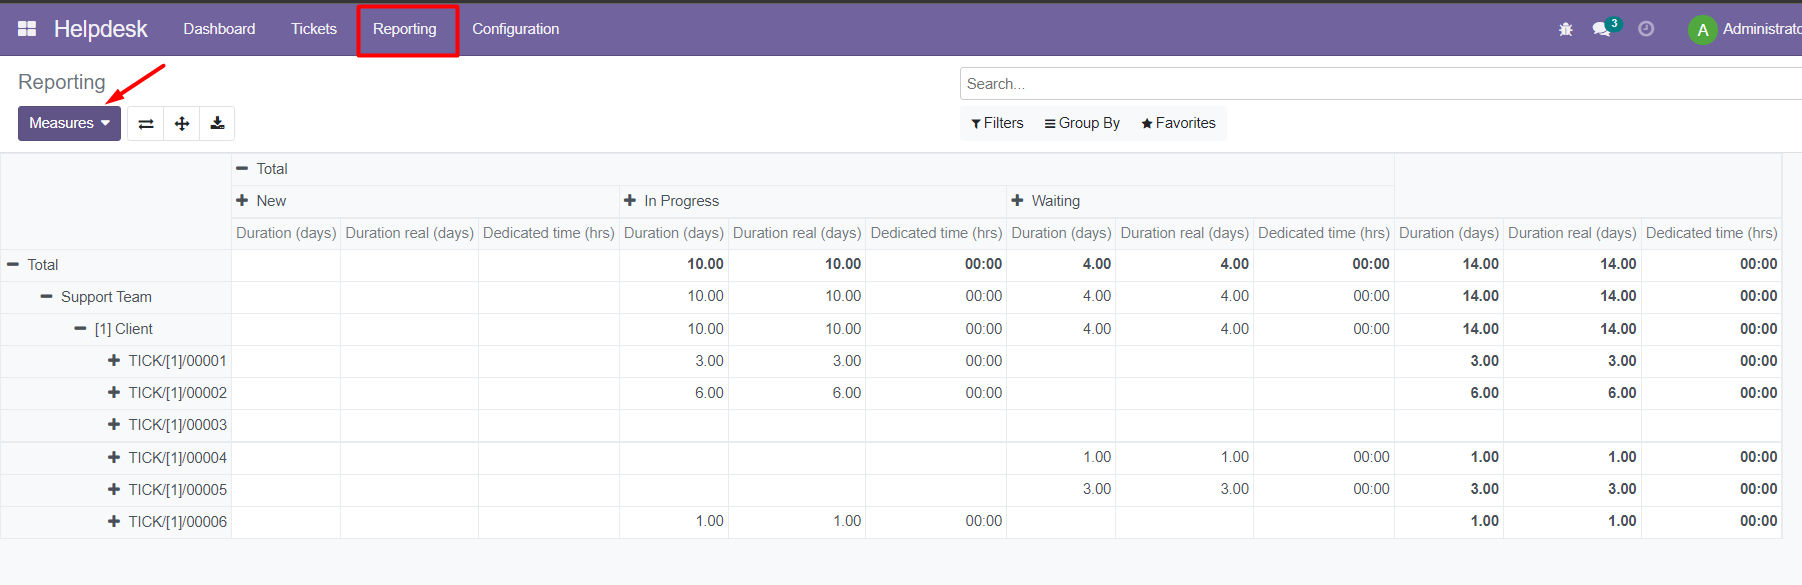 Helpdesk Dashboard Tickets Reporting Configuration 3 A Administrato
Reporting
Search...
Measures Filters Group By Favorites
Total
New In Progress Waiting
Duration (days) Duration real (days) Dedicated time (hrs) Duration (days) Duration real (days) Dedicated time (hrs) Duration (days) Duration real (days) Dedicated time (hrs) Duration (days) Duration real (days) Dedicated time (hrs)
Total 10.00 10.00 00:00 4.00 4.00 00:00 14.00 14.00 00:00
Support Team 10.00 10.00 00:00 4.00 4.00 00:00 14.00 14.00 00:00
[1] Client 10.00 10.00 00:00 4.00 4.00 00:00 14.00 14.00 00:00
TICK/[1]/00001 3.00 3.00 00:00 3.00 3.00 00:00
TICK/[1]/00002 6.00 6.00 00:00 6.00 6.00 00:00
TICK/[1]/00003
TICK/[1]/00004 1.00 1.00 00:00 1.00 1.00 00:00
TICK/[1]/00005 3.00 3.00 00:00 3.00 3.00 00:00
TICK/[1]/00006 1.00 1.00 00:00 1.00 1.00 00:00